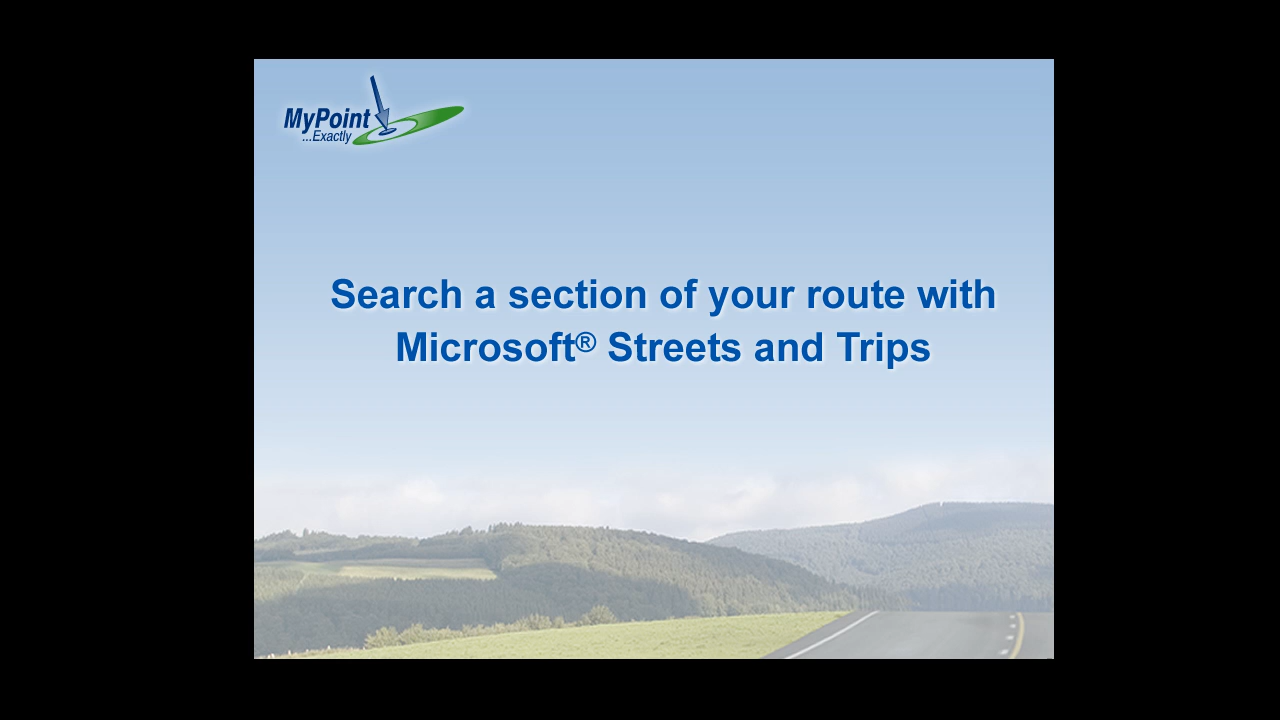 MyPoint
...Exactly
Search a section of your route with
Microsoft® Streets and Trips